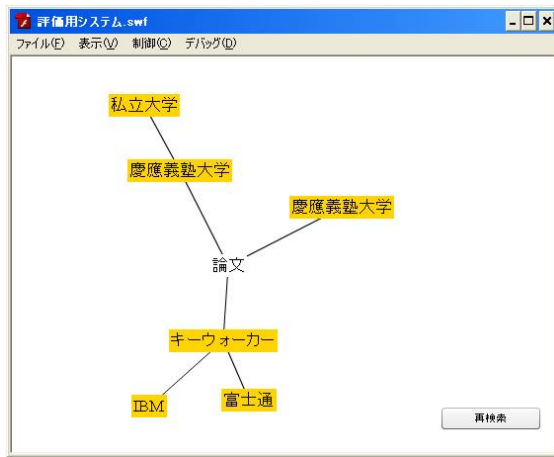 評価用システム.swf
ファイル(F) 表示(V) 制御(C) デバッグ(D)
私立大学
慶應義塾大学
慶應義塾大学
論文
キーウォーカー
IBM
富士通
再検索